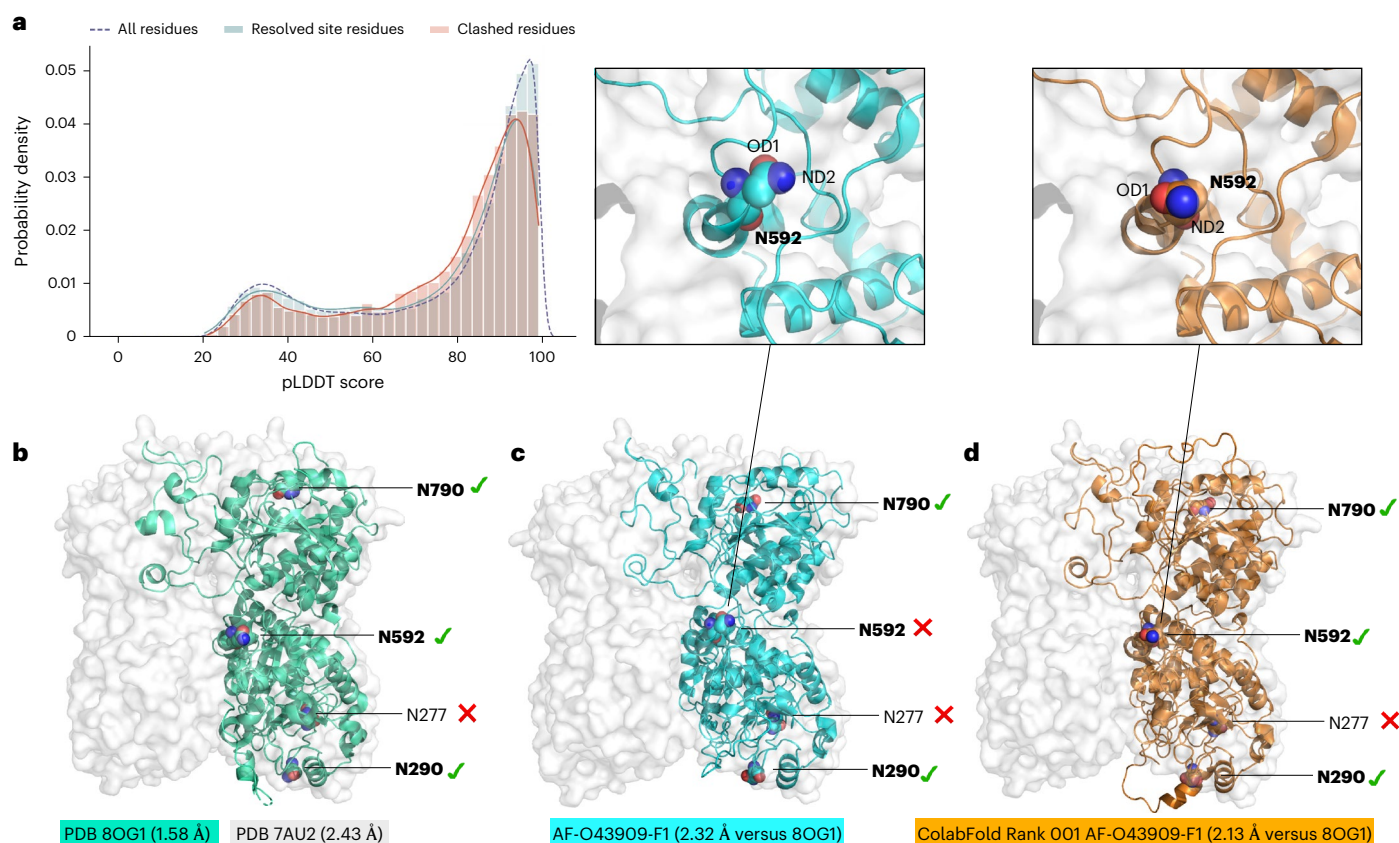 a
All residues
Resolved site residues
Clashed residues
Probability density
0.05
0.04
0.03
0.02
0.01
0
0
20
40
60
80
100
pLDDT score
OD1
ND2
N592
OD1
N592
ND2
b
N790
N592
N277
N290
PDB 8OG1 (1.58 Å)
PDB 7AU2 (2.43 Å)
c
N790
N592
N277
N290
AF-O43909-F1 (2.32 Å versus 8OG1)
d
N790
N592
N277
N290
ColabFold Rank 001 AF-O43909-F1 (2.13 Å versus 8OG1)